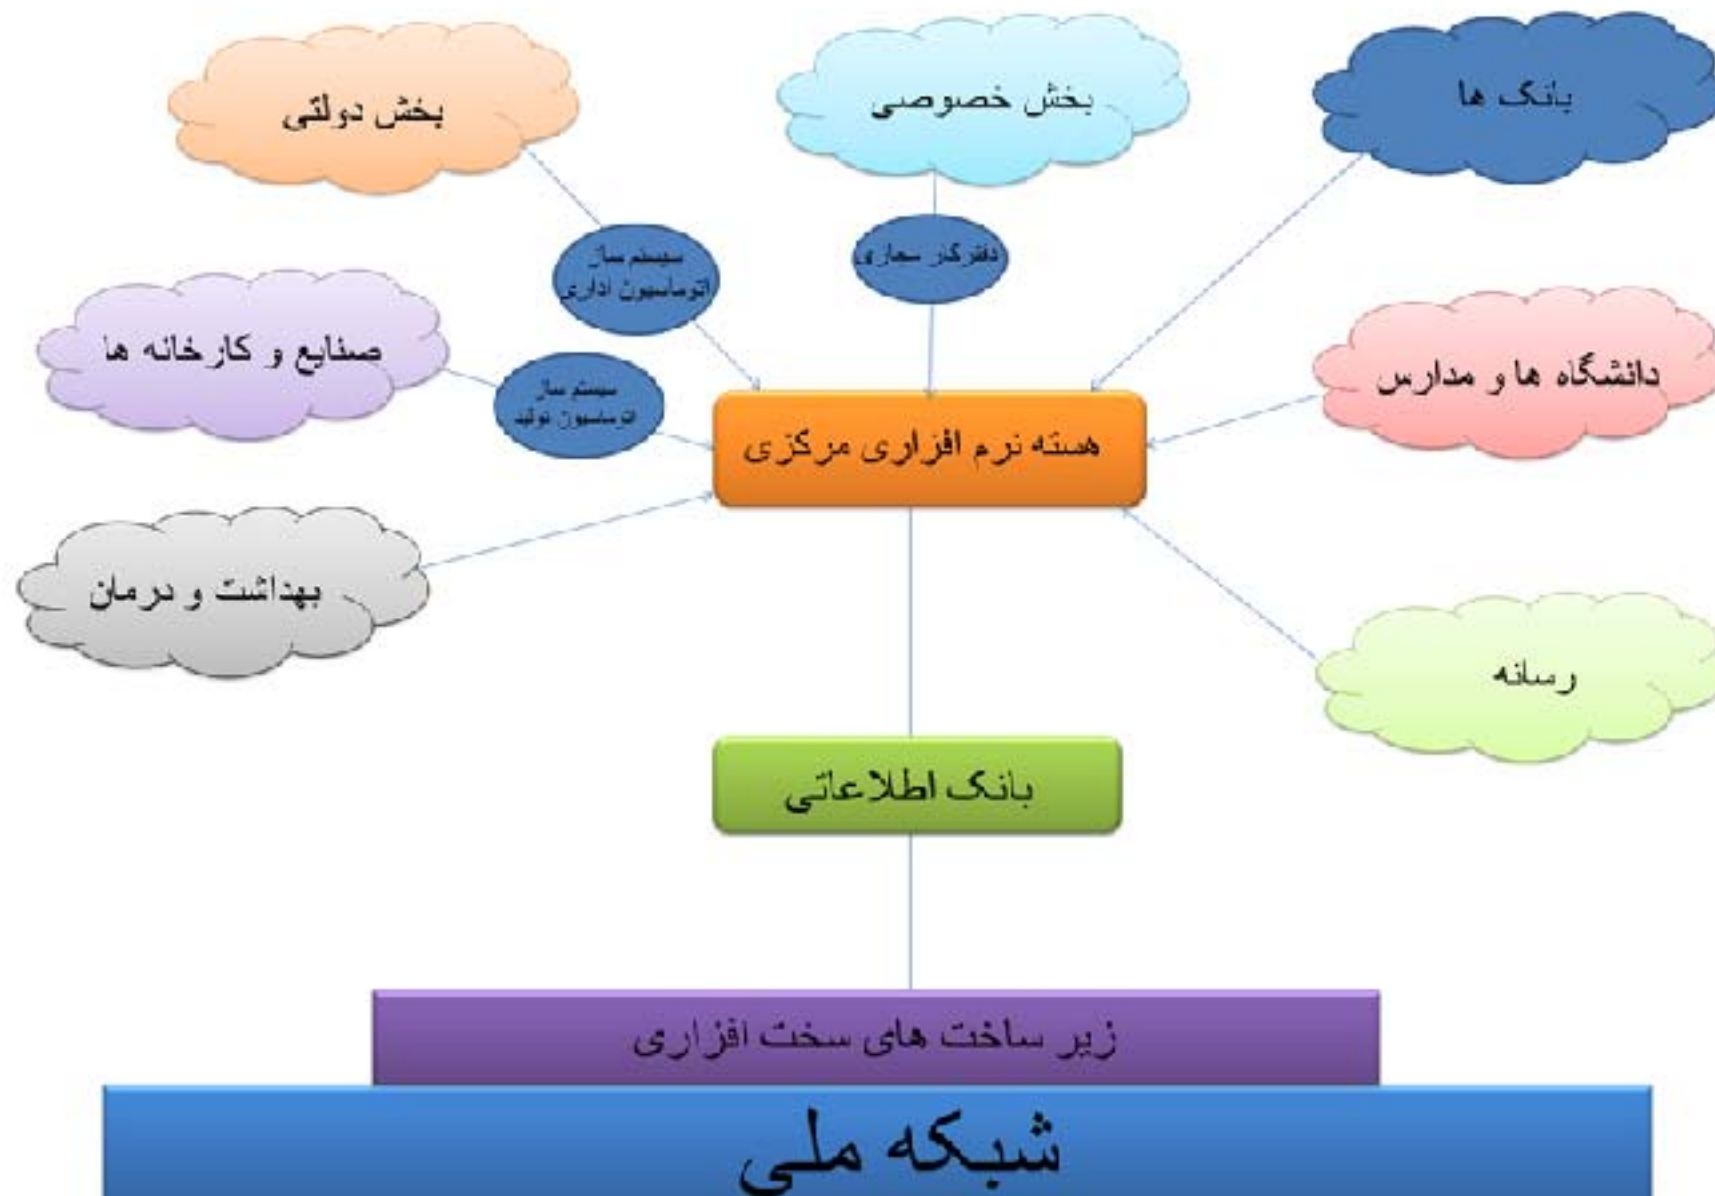 بخش دولتی
بخش خصوصی
بانک ها
سیستم ساز
اتوماسیون اداری
دفترکار مجازی
صنایع و کارخانه ها
دانشگاه ها و مدارس
سیستم ساز
اتوماسیون تولید
هسته نرم افزاری مرکزی
بهداشت و درمان
رسانه
بانک اطلاعاتی
زیر ساخت های سخت افزاری
شبکه ملی